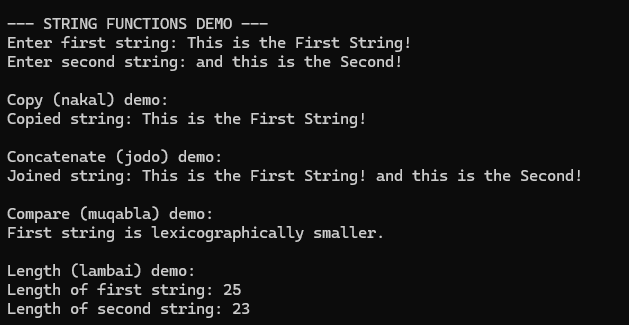 --- STRING FUNCTIONS DEMO ---
Enter first string: This is the First String!
Enter second string: and this is the Second!
Copy (nakal) demo:
Copied string: This is the First String!
Concatenate (jodo) demo:
Joined string: This is the First String! and this is the Second!
Compare (muqabla) demo:
First string is lexicographically smaller.
Length (lambai) demo:
Length of first string: 25
Length of second string: 23